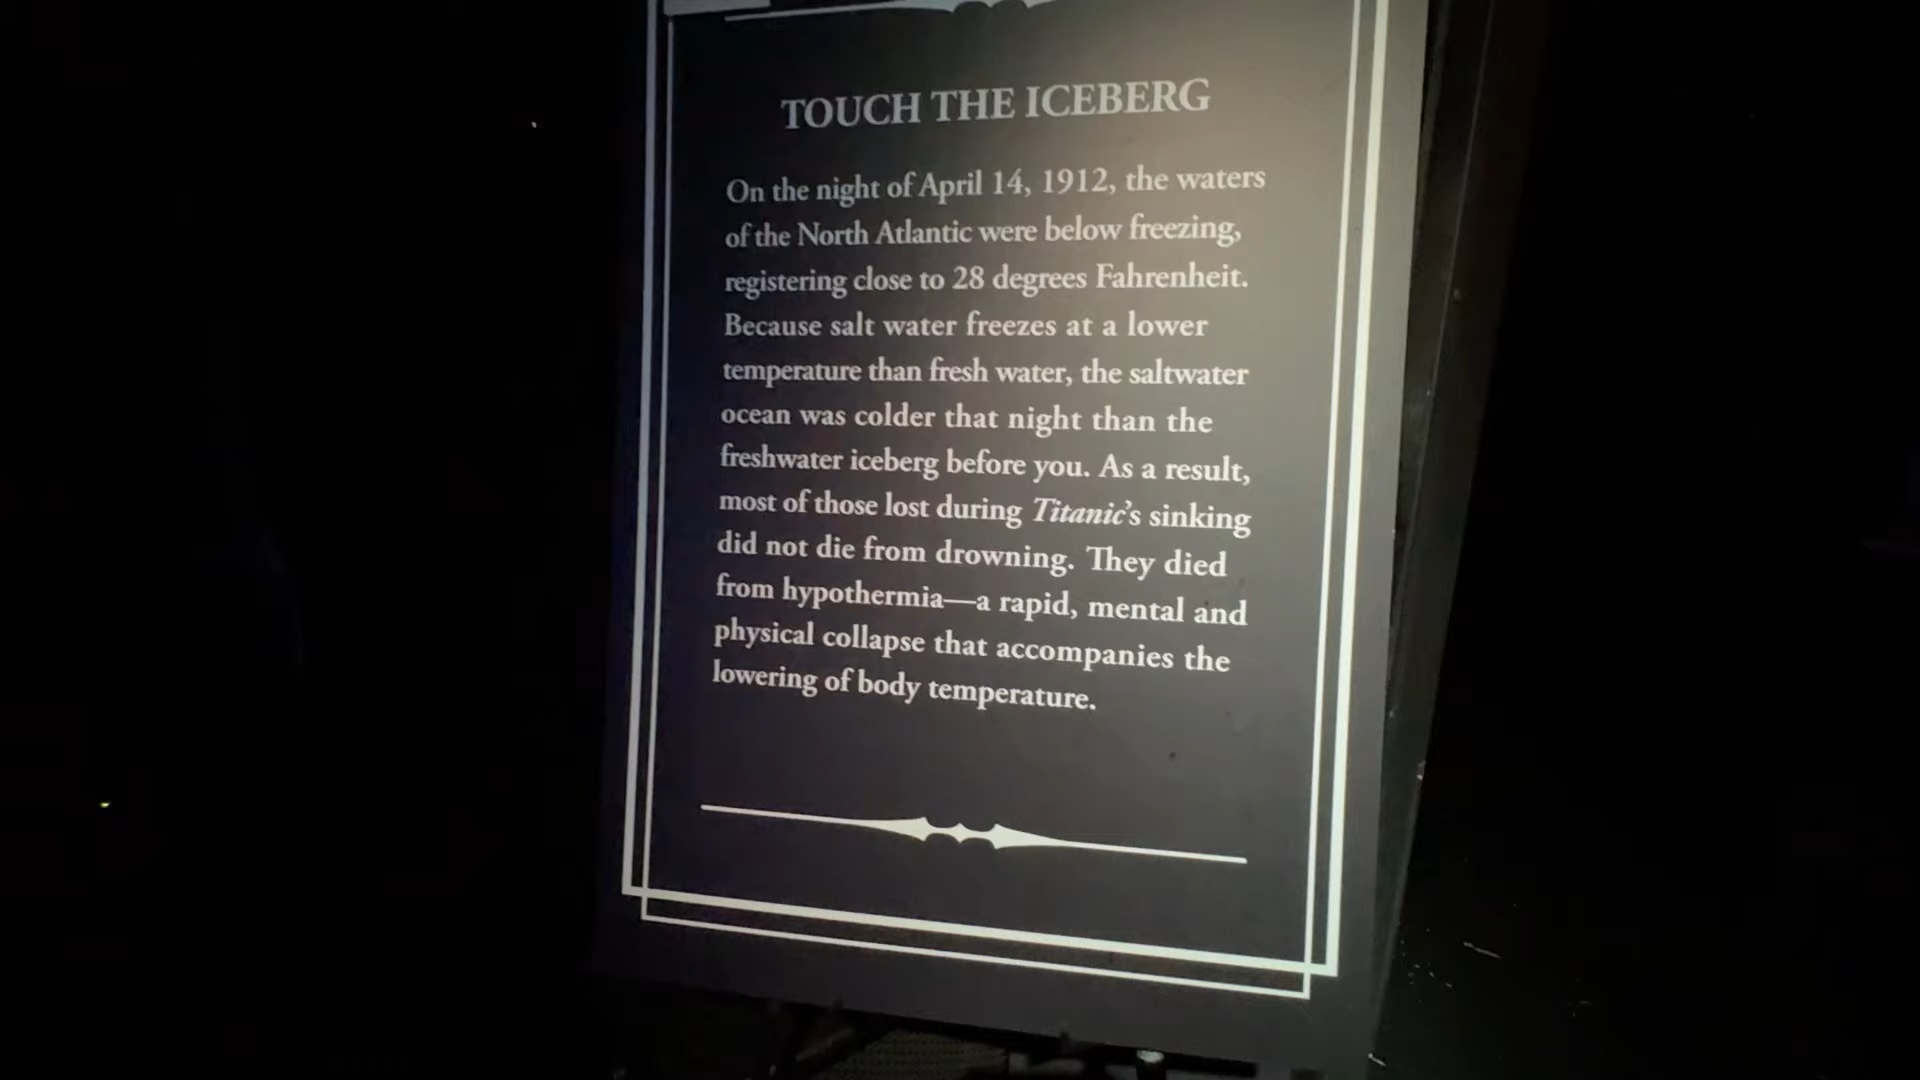 TOUCH THE ICEBERG
On the night of April 14, 1912, the waters
of the North Atlantic were below freezing,
registering close to 28 degrees Fahrenheit.
Because salt water freezes at a lower
temperature than fresh water, the saltwater
ocean was colder that night than the
freshwater iceberg before you. As a result,
most of those lost during Titanic's sinking
did not die from drowning. They died
from hypothermia—a rapid, mental and
physical collapse that accompanies the
lowering of body temperature.